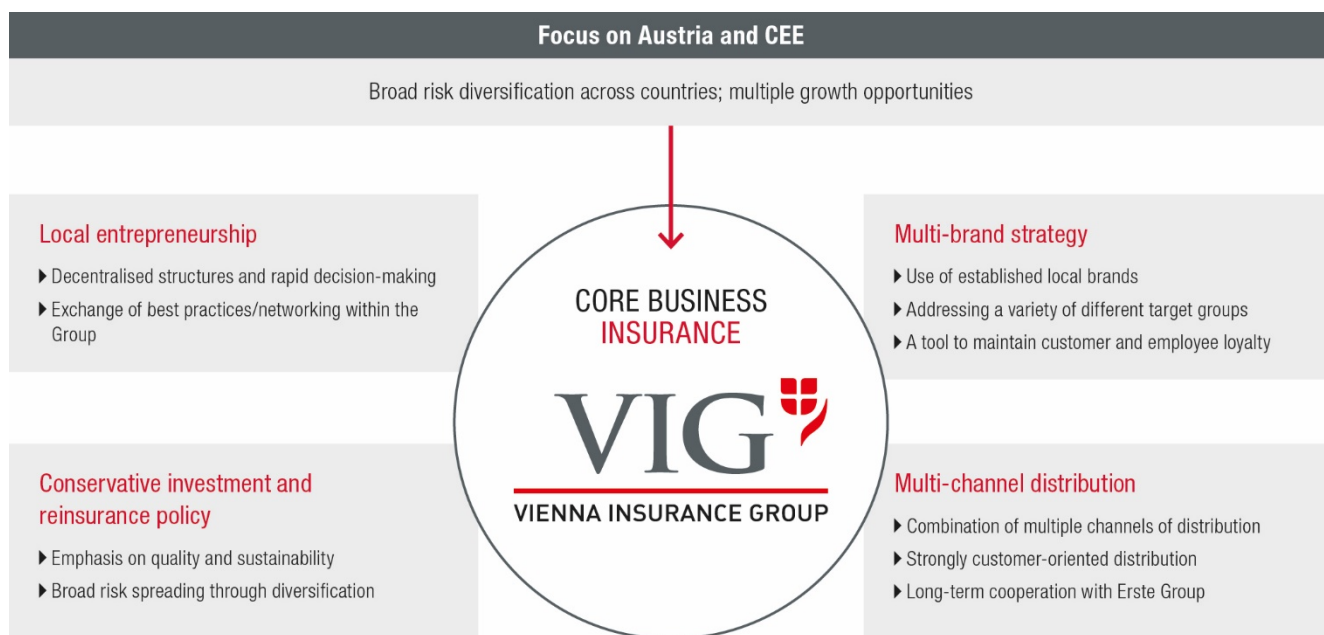 Focus on Austria and CEE
Broad risk diversification across countries; multiple growth opportunities
Local entrepreneurship
Decentralised structures and rapid decision-making
Exchange of best practices/networking within the
Group
CORE BUSINESS
INSURANCE
VIG
VIENNA INSURANCE GROUP
Multi-brand strategy
Use of established local brands
Addressing a variety of different target groups
A tool to maintain customer and employee loyalty
Conservative investment and
reinsurance policy
Emphasis on quality and sustainability
Broad risk spreading through diversification
Multi-channel distribution
Combination of multiple channels of distribution
Strongly customer-oriented distribution
Long-term cooperation with Erste Group